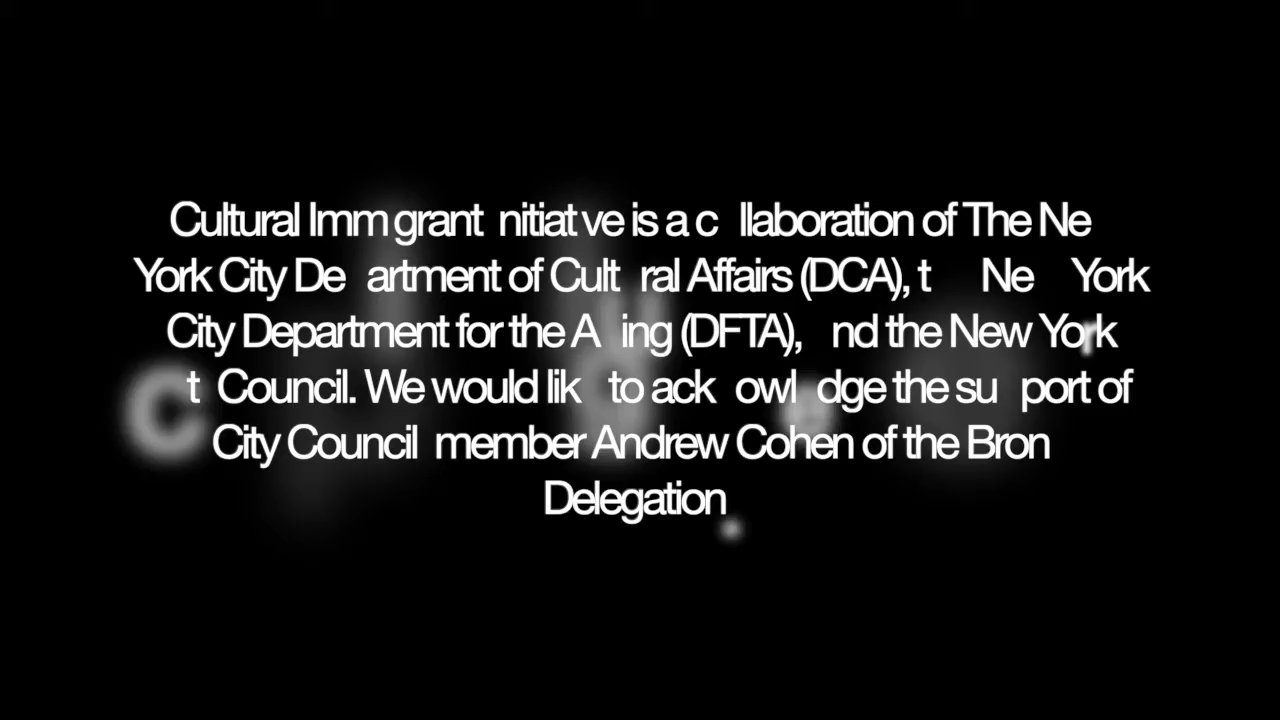 Cultural Imm grant nitiat ve is a c llaboration of The Ne
York City De artment of Cult ral Affairs (DCA), t Ne York
City Department for the A ing (DFTA), nd the New York
t Council. We would lik to ack owl dge the su port of
City Council member Andrew Cohen of the Bron
Delegation.